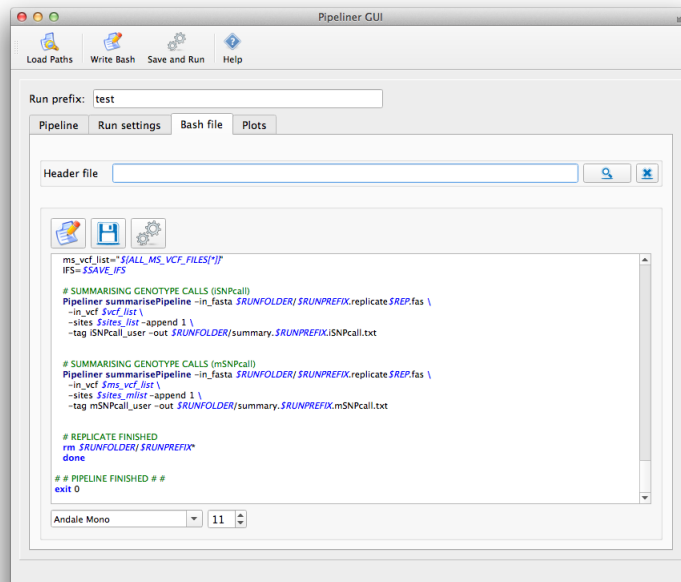 Pipeliner GUI
Load Paths Write Bash Save and Run Help
Run prefix: test
Pipeline Run settings Bash file Plots
Header file
ms_vcf_list="${ALL_MS_VCF_FILES[*]}"
IFS=$SAVE_IFS
# SUMMARISING GENOTYPE CALLS (iSNPcall)
Pipeliner summarisePipeline -in_fasta $RUNFOLDER/$RUNPREFIX.replicate$REP.fas \
-in_vcf $vcf_list \
-sites $sites_list -append 1 \
-tag iSNPcall_user -out $RUNFOLDER/summary.$RUNPREFIX.iSNPcall.txt
# SUMMARISING GENOTYPE CALLS (mSNPcall)
Pipeliner summarisePipeline -in_fasta $RUNFOLDER/$RUNPREFIX.replicate$REP.fas \
-in_vcf $ms_vcf_list \
-sites $sites_mlist -append 1 \
-tag mSNPcall_user -out $RUNFOLDER/summary.$RUNPREFIX.mSNPcall.txt
# REPLICATE FINISHED
rm $RUNFOLDER/$RUNPREFIX*
done
# # PIPELINE FINISHED # #
exit 0
Andale Mono 11